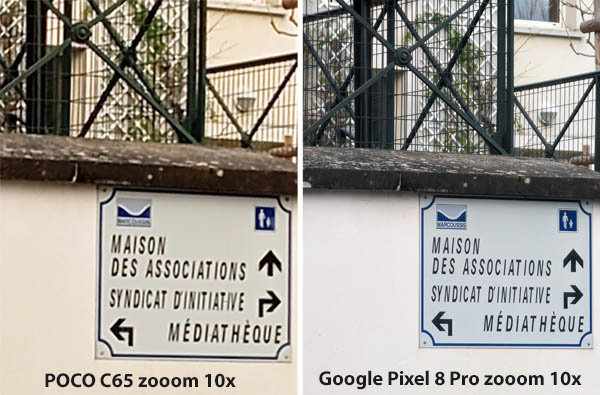 MARCOUSSIS
MAISON
DES ASSOCIATIONS
SYNDICAT D'INITIATIVE
MÉDIATHÈQUE
POCO C65 zooom 10x
MARCOUSSIS
MAISON
DES ASSOCIATIONS
SYNDICAT D'INITIATIVE
MÉDIATHÈQUE
Google Pixel 8 Pro zooom 10x